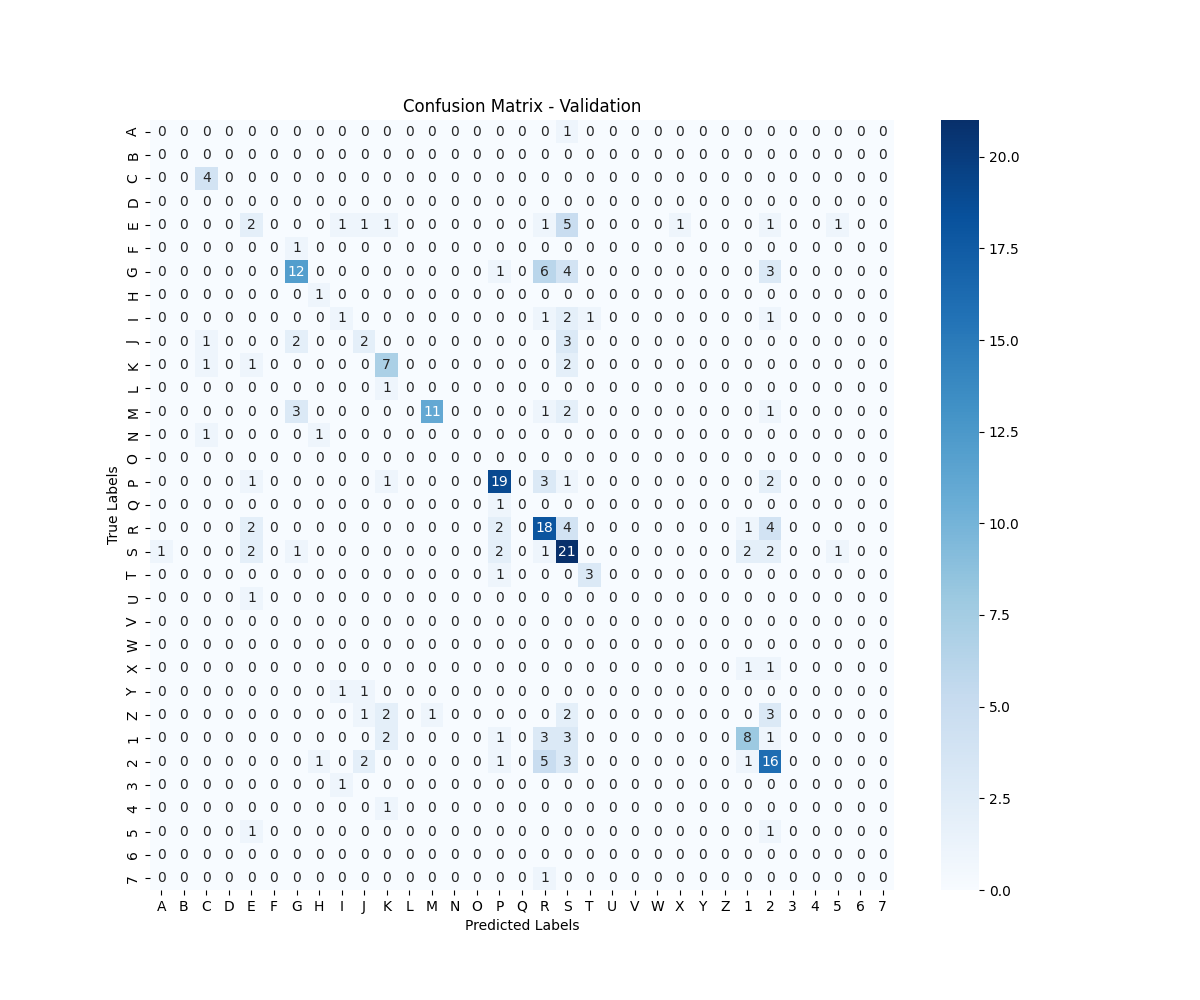 Confusion Matrix - Validation
A 0 0 0 0 0 0 0 0 0 0 0 0 0 0 0 0 0 0 1 0 0 0 0 0 0 0 0 0 0 0 0 0 0
B 0 0 0 0 0 0 0 0 0 0 0 0 0 0 0 0 0 0 0 0 0 0 0 0 0 0 0 0 0 0 0 0 0
C 0 0 4 0 0 0 0 0 0 0 0 0 0 0 0 0 0 0 0 0 0 0 0 0 0 0 0 0 0 0 0 0 0
D 0 0 0 0 0 0 0 0 0 0 0 0 0 0 0 0 0 0 0 0 0 0 0 0 0 0 0 0 0 0 0 0 0
E 0 0 0 0 2 0 0 0 1 1 1 0 0 0 0 0 0 1 5 0 0 0 0 1 0 0 0 1 0 0 1 0 0
F 0 0 0 0 0 0 1 0 0 0 0 0 0 0 0 0 0 0 0 0 0 0 0 0 0 0 0 0 0 0 0 0 0
G 0 0 0 0 0 0 12 0 0 0 0 0 0 0 0 1 0 6 4 0 0 0 0 0 0 0 0 3 0 0 0 0 0
H 0 0 0 0 0 0 0 1 0 0 0 0 0 0 0 0 0 0 0 0 0 0 0 0 0 0 0 0 0 0 0 0 0
I 0 0 0 0 0 0 0 0 1 0 0 0 0 0 0 0 0 1 2 1 0 0 0 0 0 0 0 1 0 0 0 0 0
J 0 0 1 0 0 0 2 0 0 2 0 0 0 0 0 0 0 0 3 0 0 0 0 0 0 0 0 0 0 0 0 0 0
K 0 0 1 0 1 0 0 0 0 0 7 0 0 0 0 0 0 0 2 0 0 0 0 0 0 0 0 0 0 0 0 0 0
L 0 0 0 0 0 0 0 0 0 0 1 0 0 0 0 0 0 0 0 0 0 0 0 0 0 0 0 0 0 0 0 0 0
M 0 0 0 0 0 0 3 0 0 0 0 0 11 0 0 0 0 1 2 0 0 0 0 0 0 0 0 1 0 0 0 0 0
N 0 0 1 0 0 0 0 1 0 0 0 0 0 0 0 0 0 0 0 0 0 0 0 0 0 0 0 0 0 0 0 0 0
O 0 0 0 0 0 0 0 0 0 0 0 0 0 0 0 0 0 0 0 0 0 0 0 0 0 0 0 0 0 0 0 0 0
P 0 0 0 0 1 0 0 0 0 0 1 0 0 0 0 19 0 3 1 0 0 0 0 0 0 0 0 2 0 0 0 0 0
Q 0 0 0 0 0 0 0 0 0 0 0 0 0 0 0 1 0 0 0 0 0 0 0 0 0 0 0 0 0 0 0 0 0
R 0 0 0 0 2 0 0 0 0 0 0 0 0 0 0 2 0 18 4 0 0 0 0 0 0 0 1 4 0 0 0 0 0
S 1 0 0 0 2 0 1 0 0 0 0 0 0 0 0 2 0 1 21 0 0 0 0 0 0 0 2 2 0 0 1 0 0
T 0 0 0 0 0 0 0 0 0 0 0 0 0 0 0 1 0 0 0 3 0 0 0 0 0 0 0 0 0 0 0 0 0
U 0 0 0 0 1 0 0 0 0 0 0 0 0 0 0 0 0 0 0 0 0 0 0 0 0 0 0 0 0 0 0 0 0
V 0 0 0 0 0 0 0 0 0 0 0 0 0 0 0 0 0 0 0 0 0 0 0 0 0 0 0 0 0 0 0 0 0
W 0 0 0 0 0 0 0 0 0 0 0 0 0 0 0 0 0 0 0 0 0 0 0 0 0 0 0 0 0 0 0 0 0
X 0 0 0 0 0 0 0 0 0 0 0 0 0 0 0 0 0 0 0 0 0 0 0 0 0 0 1 1 0 0 0 0 0
Y 0 0 0 0 0 0 0 0 1 1 0 0 0 0 0 0 0 0 0 0 0 0 0 0 0 0 0 0 0 0 0 0 0
Z 0 0 0 0 0 0 0 0 0 1 2 0 1 0 0 0 0 0 2 0 0 0 0 0 0 0 0 3 0 0 0 0 0
1 0 0 0 0 0 0 0 0 0 0 2 0 0 0 0 1 0 3 3 0 0 0 0 0 0 0 8 1 0 0 0 0 0
2 0 0 0 0 0 0 0 1 0 2 0 0 0 0 0 1 0 5 3 0 0 0 0 0 0 0 1 16 0 0 0 0 0
3 0 0 0 0 0 0 0 0 1 0 0 0 0 0 0 0 0 0 0 0 0 0 0 0 0 0 0 0 0 0 0 0 0
4 0 0 0 0 0 0 0 0 0 0 1 0 0 0 0 0 0 0 0 0 0 0 0 0 0 0 0 0 0 0 0 0 0
5 0 0 0 0 1 0 0 0 0 0 0 0 0 0 0 0 0 0 0 0 0 0 0 0 0 0 0 1 0 0 0 0 0
6 0 0 0 0 0 0 0 0 0 0 0 0 0 0 0 0 0 0 0 0 0 0 0 0 0 0 0 0 0 0 0 0 0
7 0 0 0 0 0 0 0 0 0 0 0 0 0 0 0 0 0 1 0 0 0 0 0 0 0 0 0 0 0 0 0 0 0
A B C D E F G H I J K L M N O P Q R S T U V W X Y Z 1 2 3 4 5 6 7
Predicted Labels
True Labels
20.0
17.5
15.0
12.5
10.0
7.5
5.0
2.5
0.0